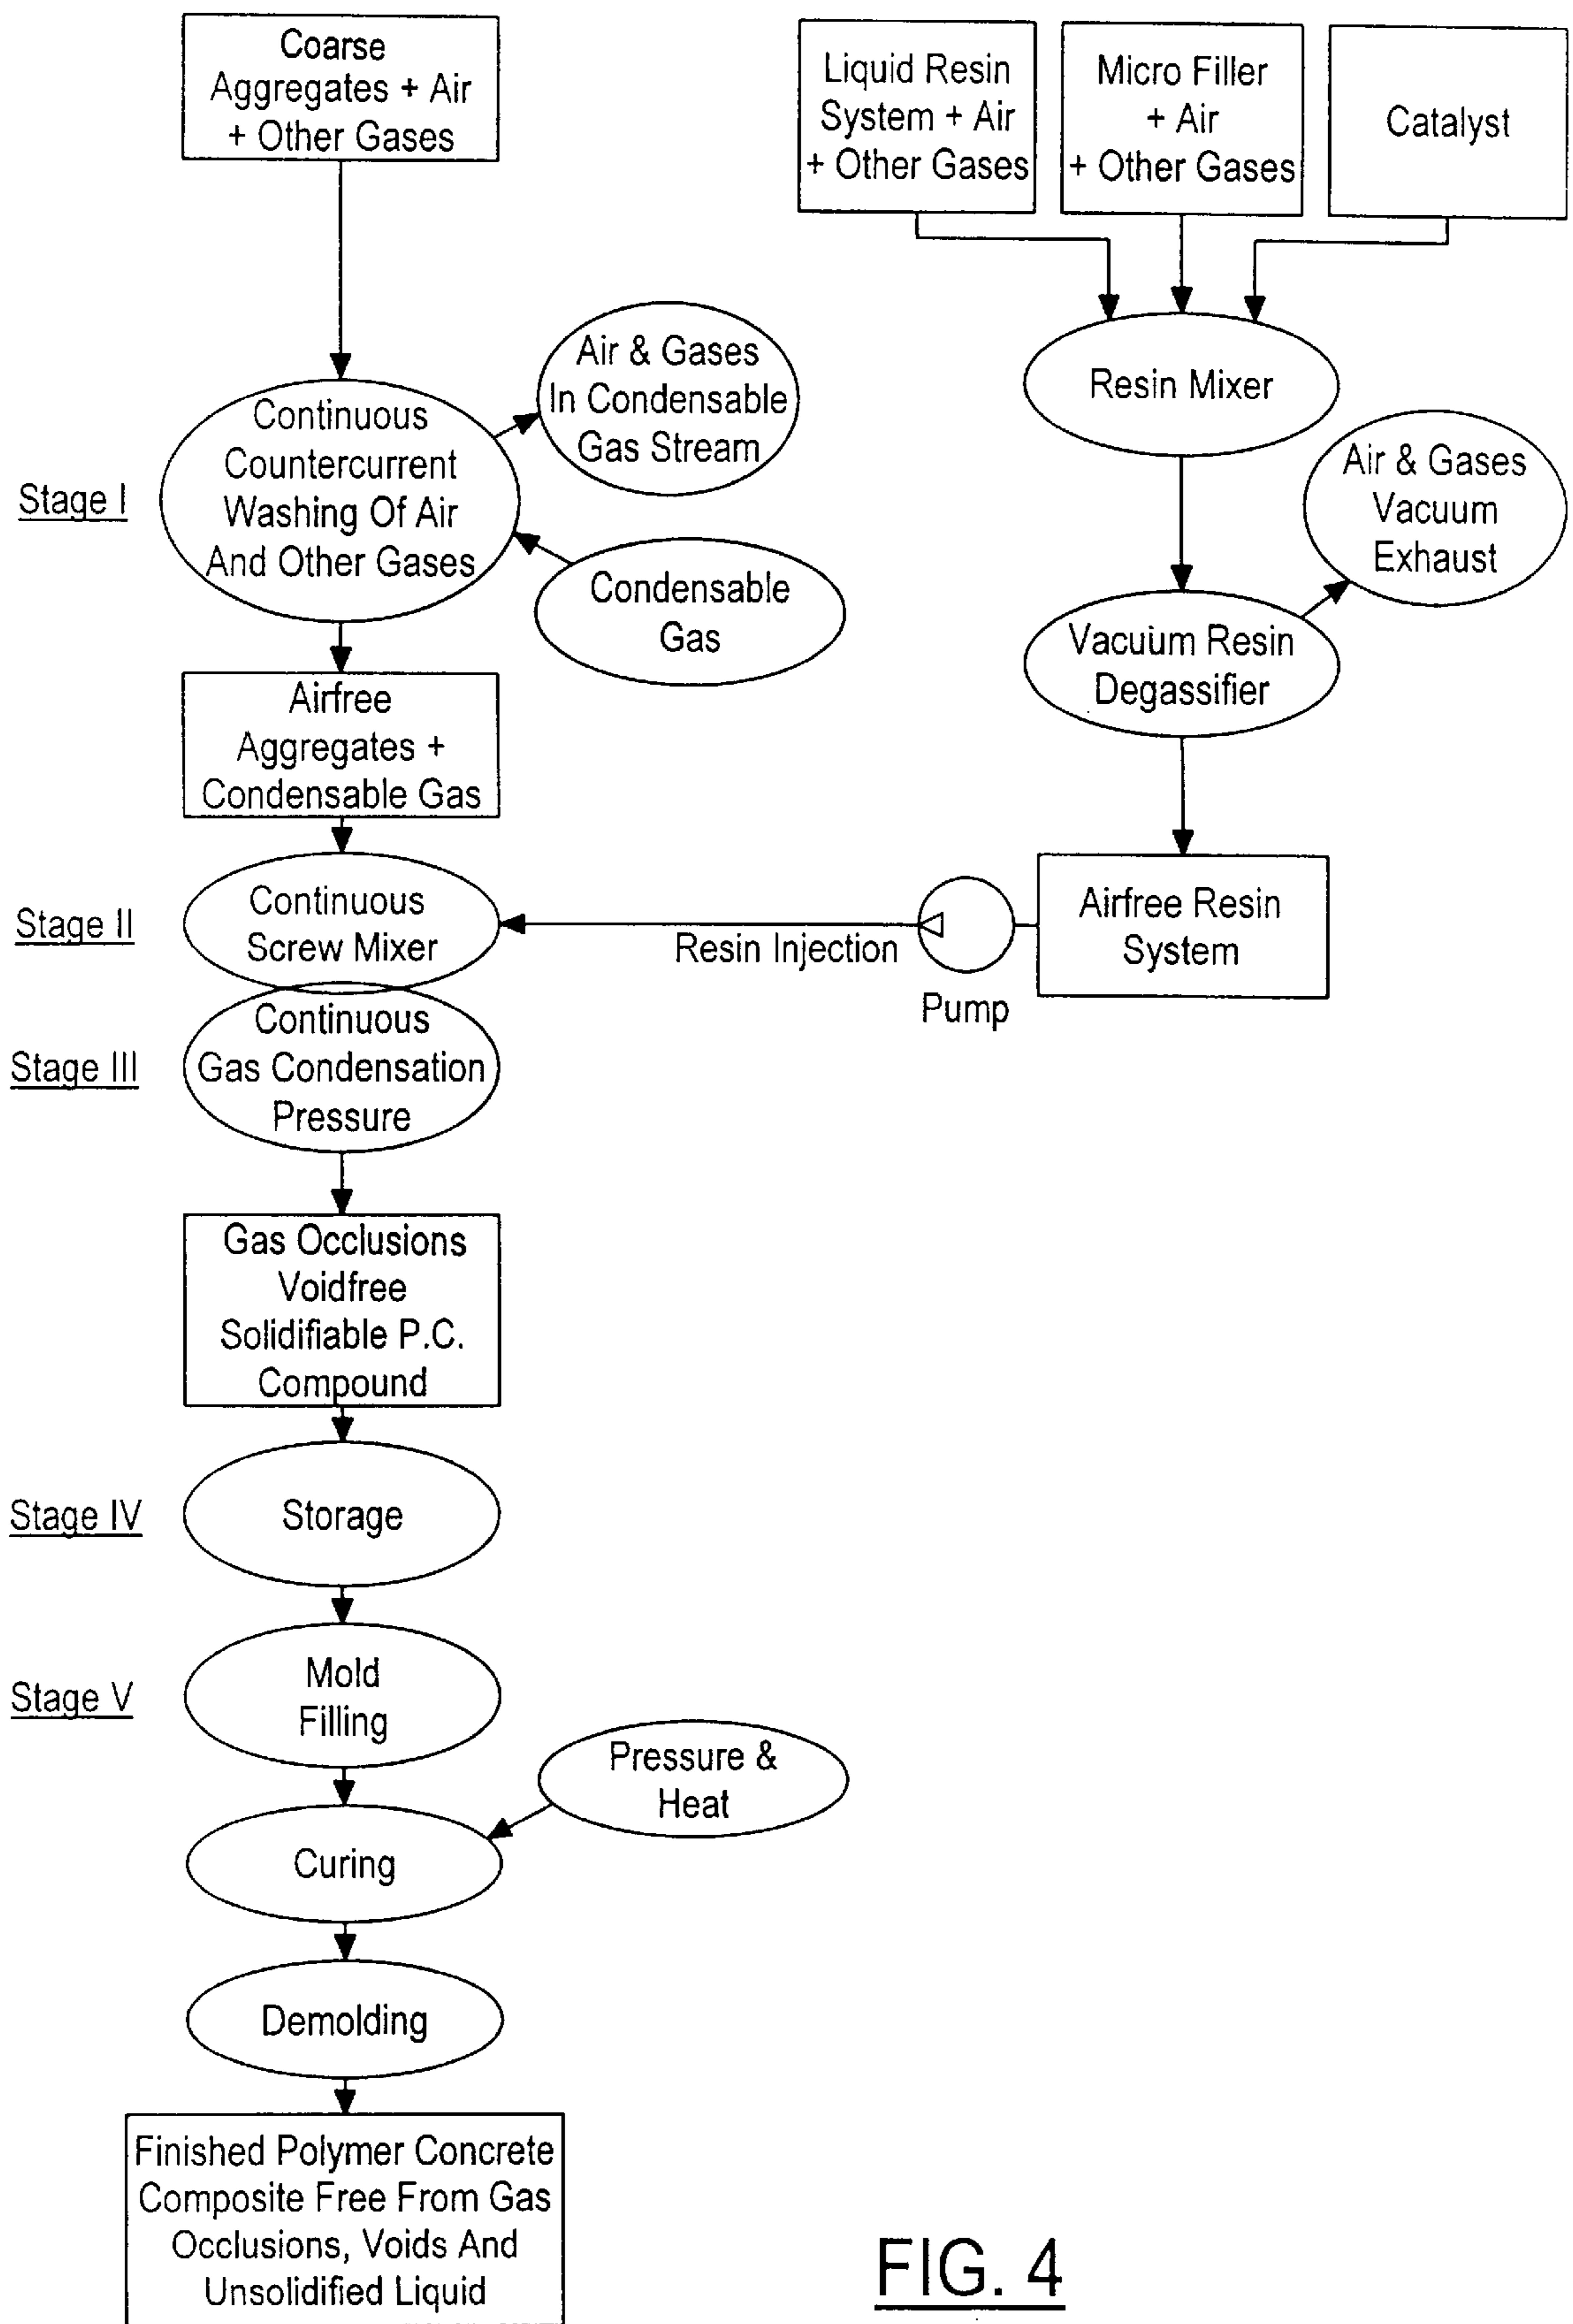 Coarse
Aggregates + Air
+ Other Gases
Liquid Resin
System + Air
+ Other Gases
Micro Filler
+ Air
+ Other Gases
Catalyst
Resin Mixer
Air & Gases
Vacuum
Exhaust
Vacuum Resin
Degassifier
Airfree Resin
System
Pump
Resin Injection
Stage I
Continuous
Countercurrent
Washing Of Air
And Other Gases
Air & Gases
In Condensable
Gas Stream
Condensable
Gas
Airfree
Aggregates +
Condensable Gas
Stage II
Continuous
Screw Mixer
Stage III
Continuous
Gas Condensation
Pressure
Gas Occlusions
Voidfree
Solidifiable P.C.
Compound
Stage IV
Storage
Stage V
Mold
Filling
Pressure &
Heat
Curing
Demolding
Finished Polymer Concrete
Composite Free From Gas
Occlusions, Voids And
Unsolidified Liquid
FIG. 4